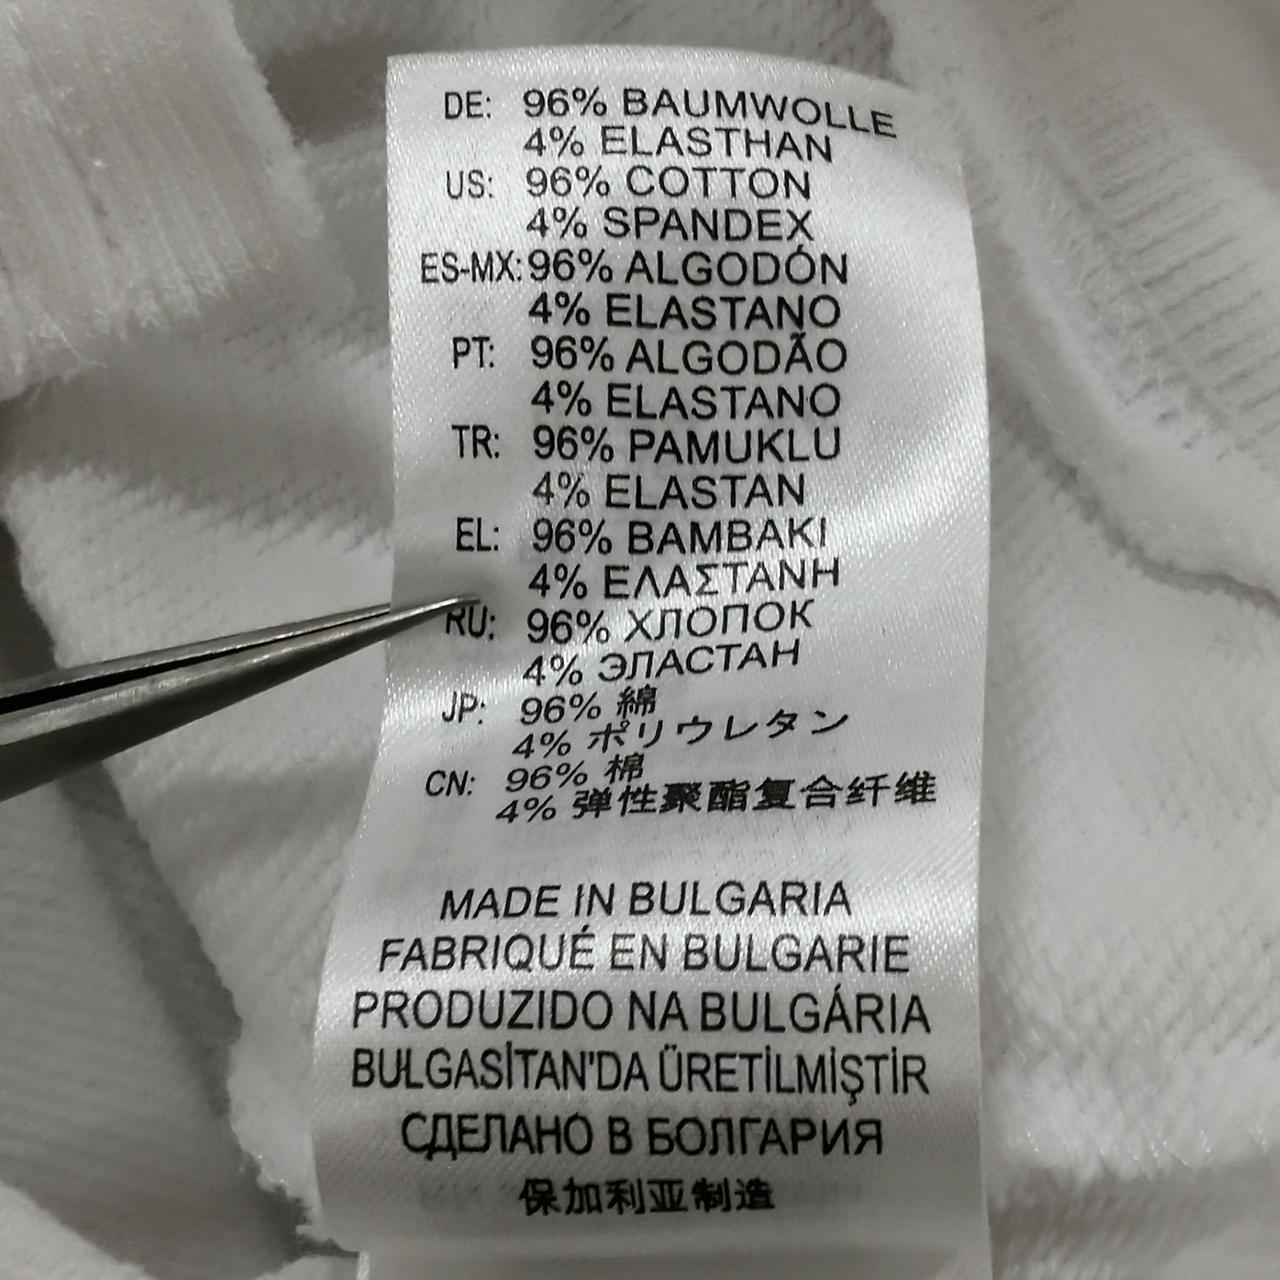 DE: 96% BAUMWOLLE
4% ELASTHAN
US: 96% COTTON
4% SPANDEX
ES-MX: 96% ALGODÓN
4% ELASTANO
PT: 96% ALGODÃO
4% ELASTANO
TR: 96% PAMUKLU
4% ELASTAN
EL: 96% ΒΑΜΒΑΚΙ
4% ΕΛΑΣΤΑΝΗ
RU: 96% ХЛОПОК
4% ЭЛАСТАН
JP: 96% 綿
4% ポリウレタン
CN: 96% 棉
4% 弹性聚酯复合纤维
MADE IN BULGARIA
FABRIQUÉ EN BULGARIE
PRODUZIDO NA BULGÁRIA
BULGASİTAN'DA ÜRETİLMİŞTİR
СДЕЛАНО В БОЛГАРИЯ
保加利亚制造